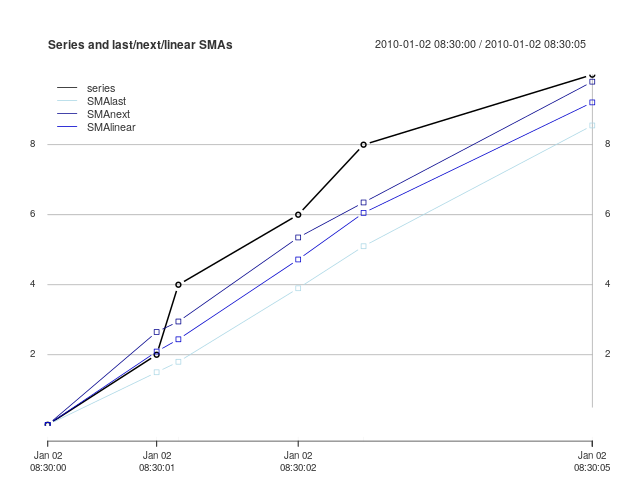 Series and last/next/linear SMAs
2010-01-02 08:30:00 / 2010-01-02 08:30:05
series
SMAlast
SMAnext
SMAlinear
8 8
6 6
4 4
2 2
Jan 02 Jan 02 Jan 02 Jan 02
08:30:00 08:30:01 08:30:02 08:30:05